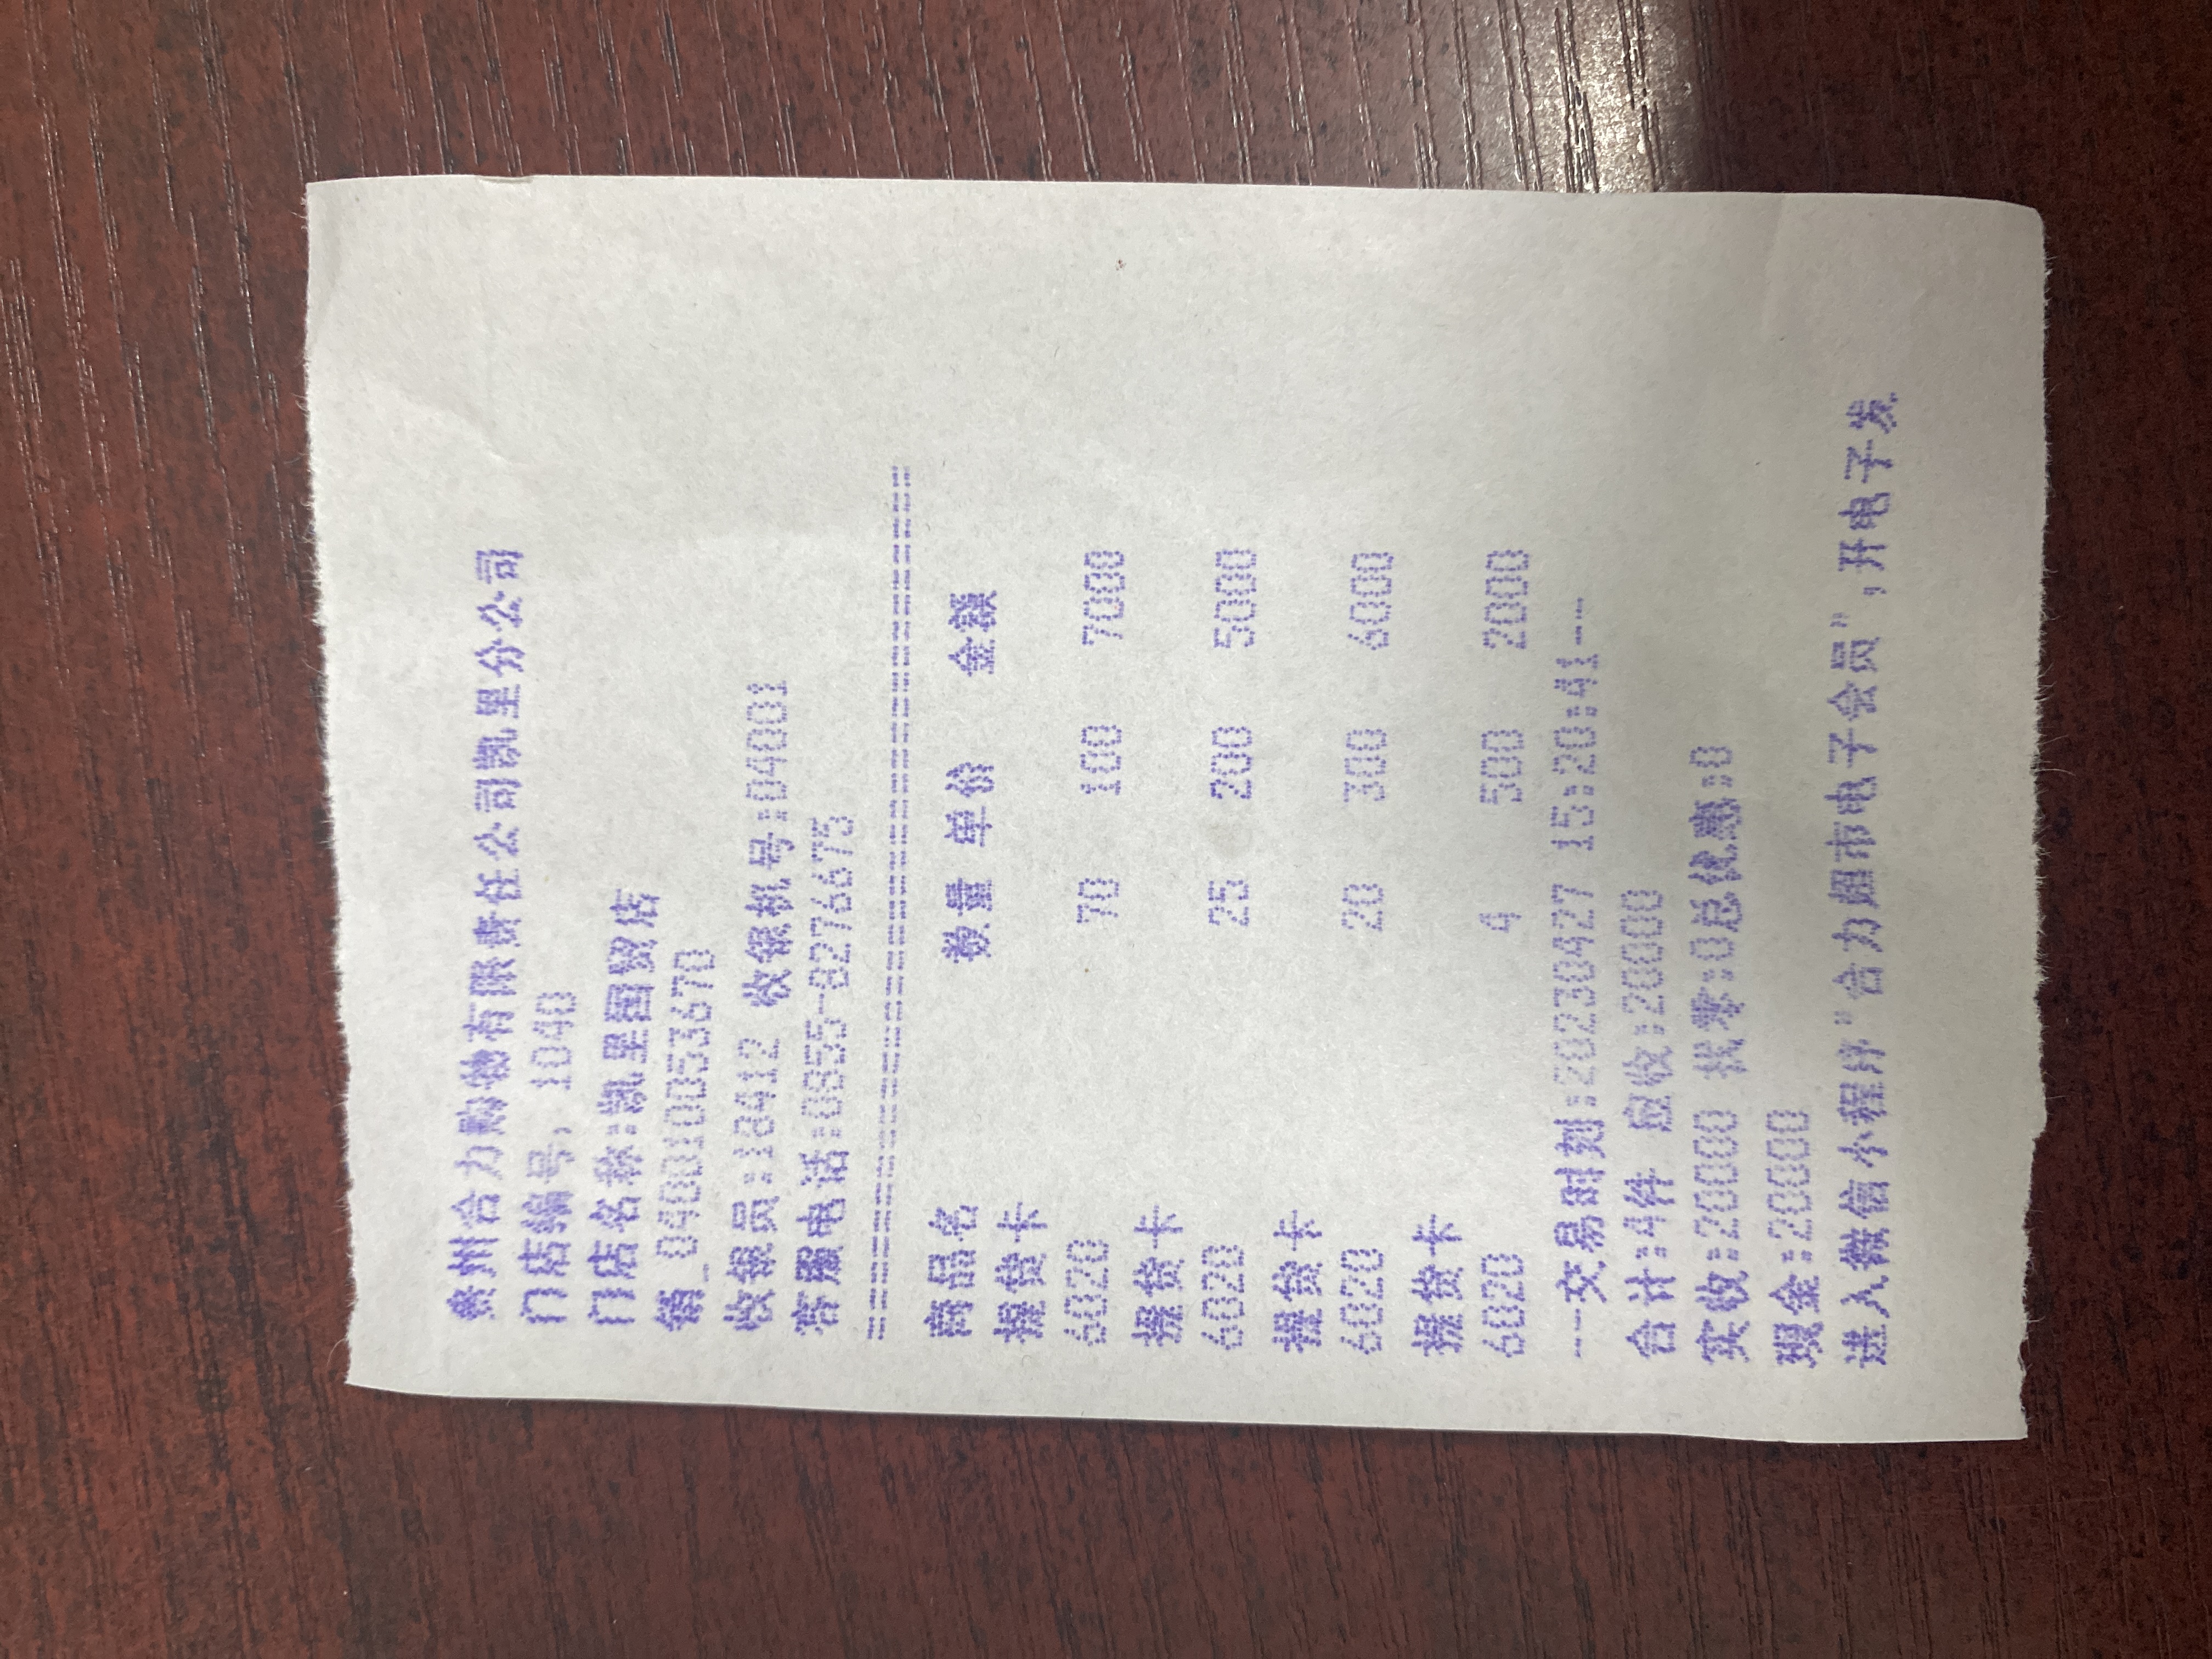 贵州合力购物有限责任公司凯里分公司
门店编号, 1040
门店名称:凯里国贸店
销_040010053670
收银员:18412 收银机号:04001
客服电话:0855-8276675
========================================
商品名 数量 单价 金额
提货卡
6020 70 100 7000
提货卡
6020 25 200 5000
提货卡
6020 20 300 6000
提货卡
6020 4 500 2000
---交易时刻:20230427 15:20:41---
合计:4件 应收:20000
实收:20000 找零:0总优惠:0
现金:20000
进入微信小程序"合力超市电子会员",开电子发